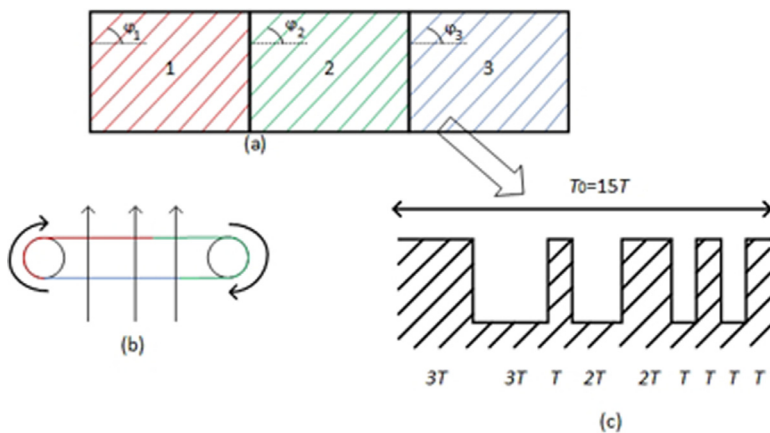 φ1 φ2 φ3
1 2 3
(a)
T0=15T
(b)
3T 3T T 2T 2T T T T T
(c)